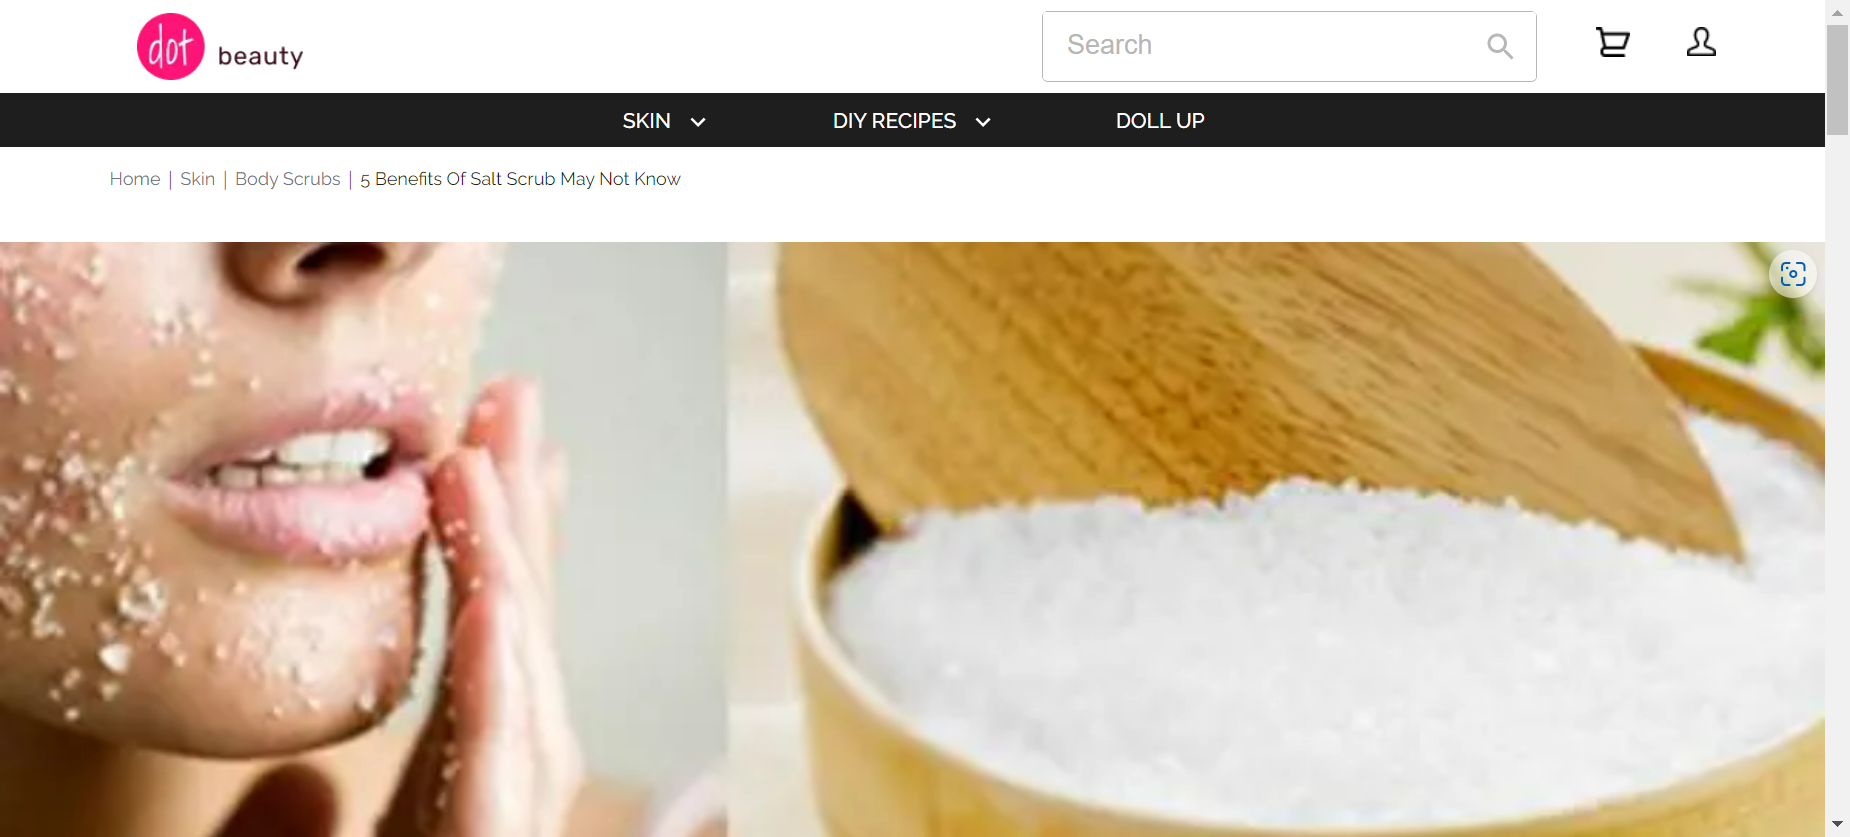 dot beauty
Search
SKIN
DIY RECIPES
DOLL UP
Home | Skin | Body Scrubs | 5 Benefits Of Salt Scrub May Not Know